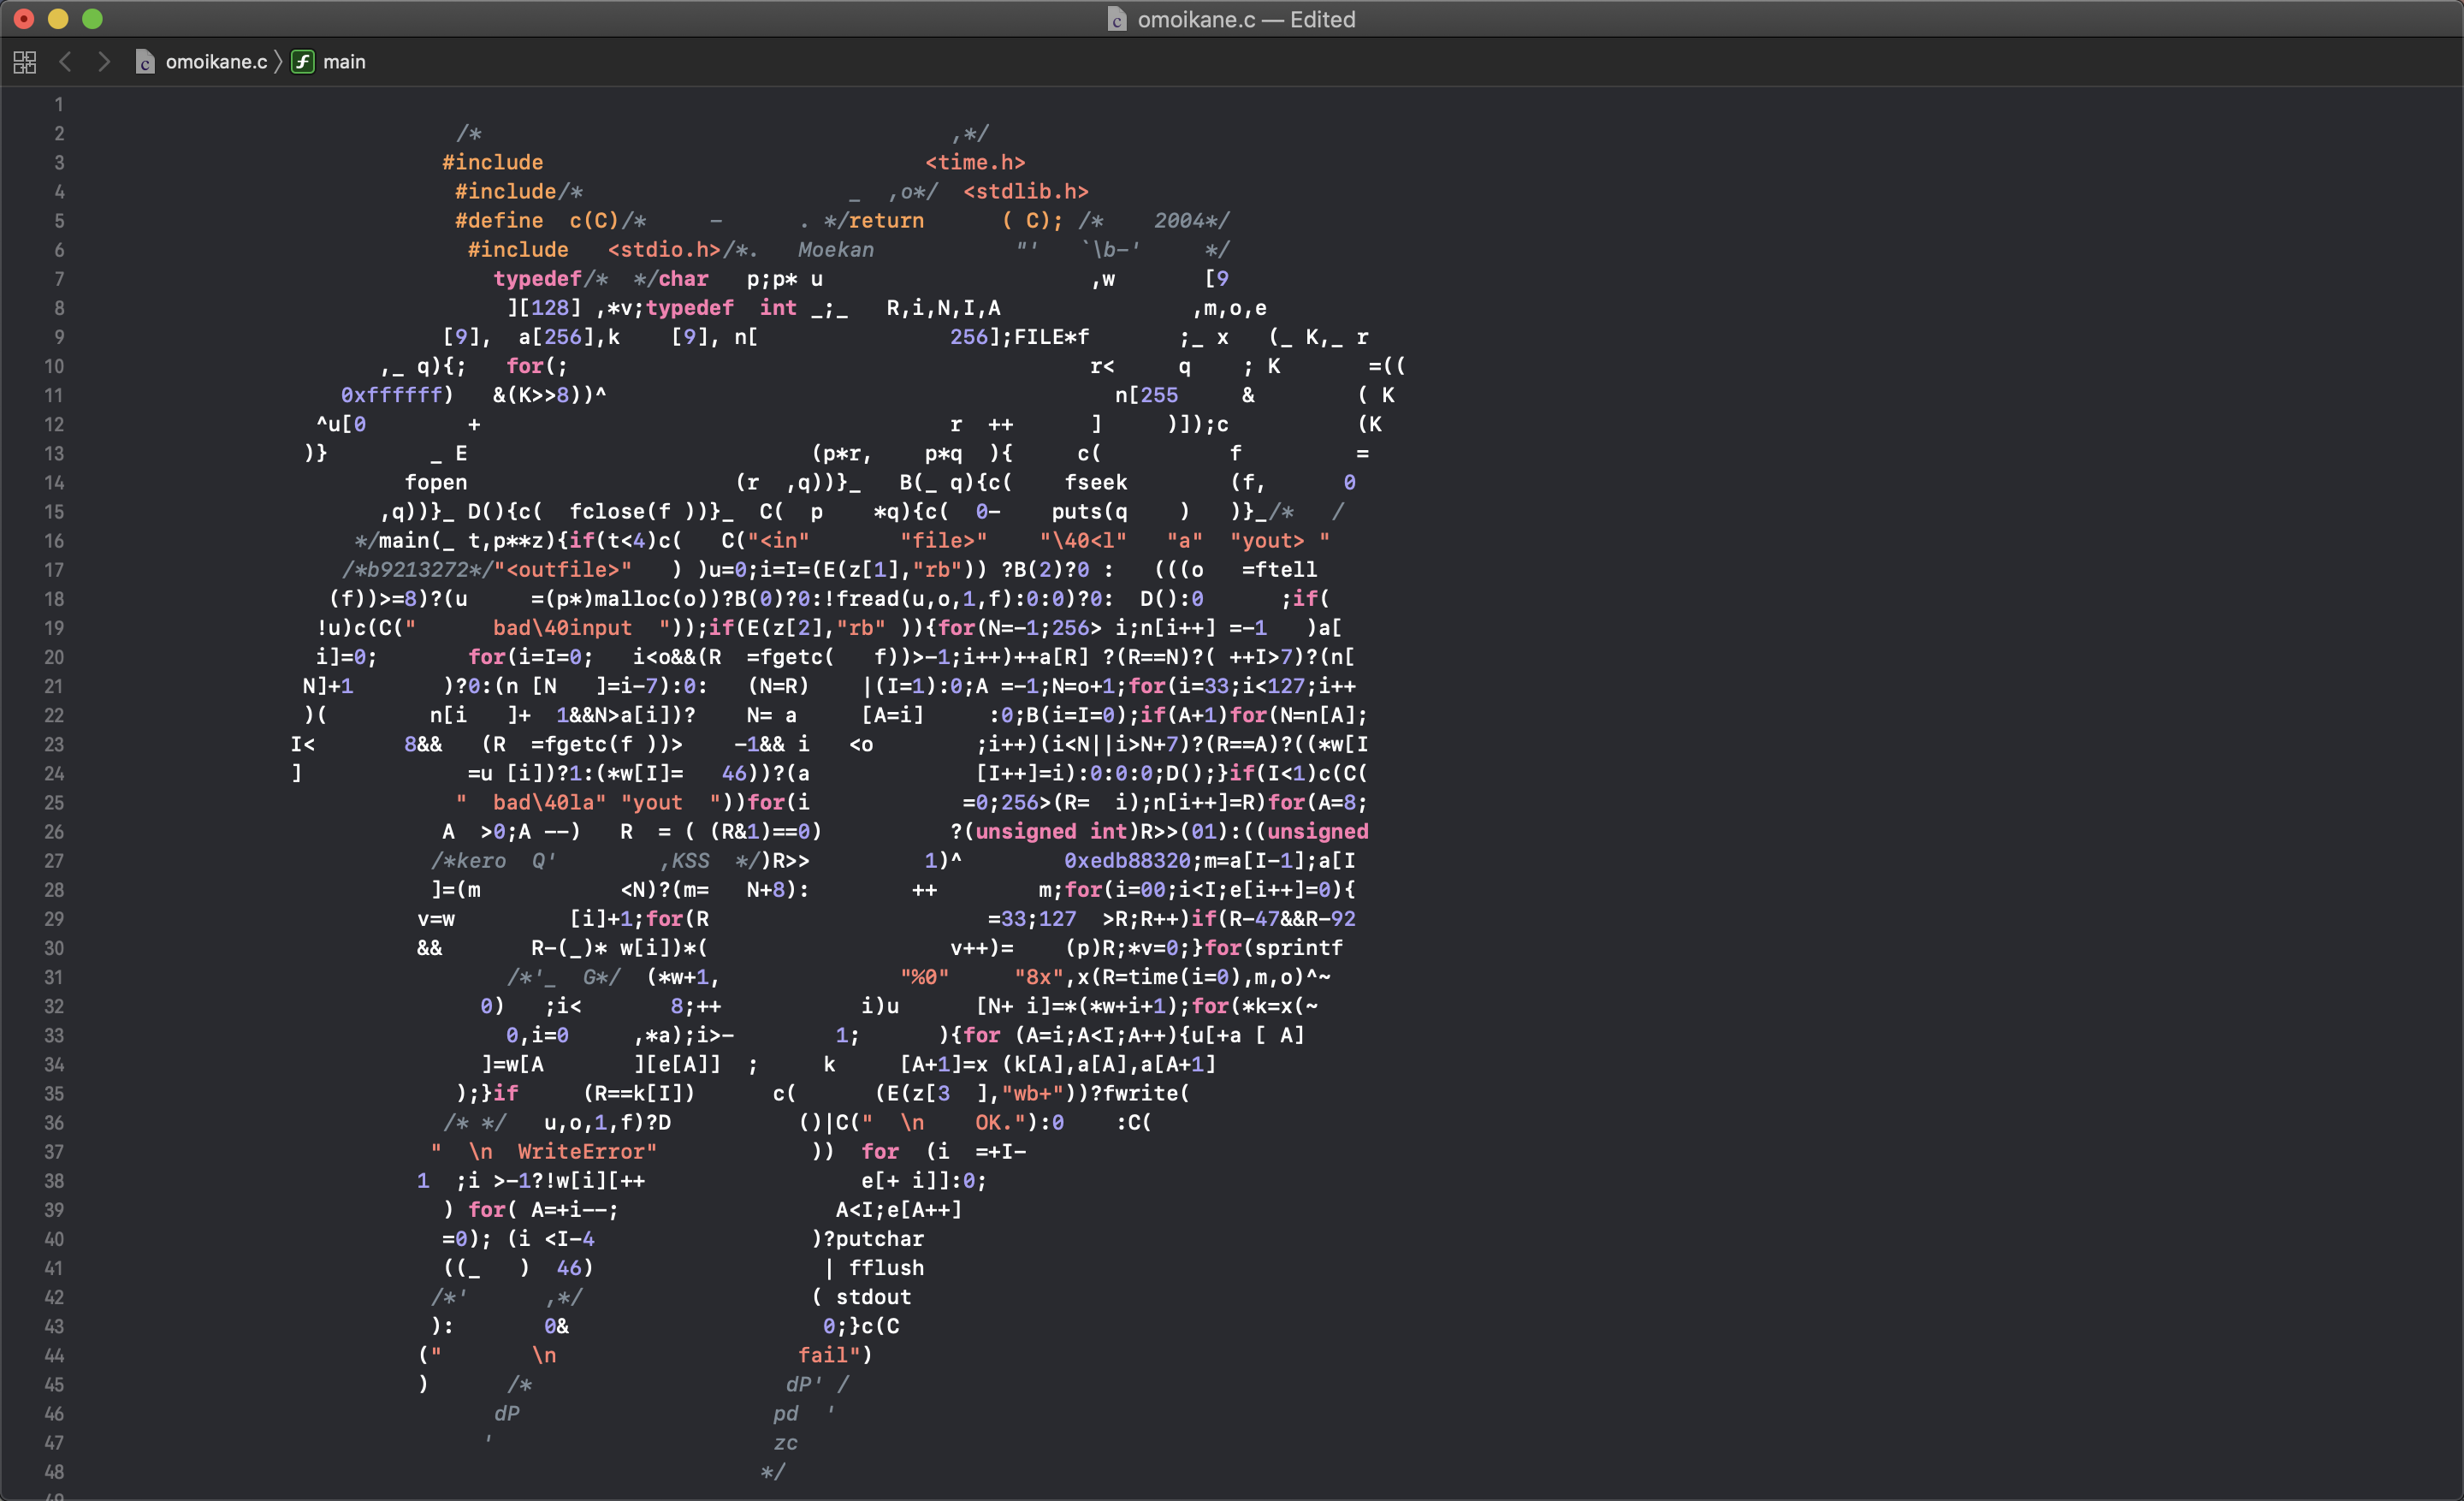 omoikane.c — Edited
omoikane.c 〉 main
1
2 /* ,*/
3 #include <time.h>
4 #include/* _ ,o*/ <stdlib.h>
5 #define c(C)/* - . */return ( C); /* 2004*/
6 #include <stdio.h>/*. Moekan "' `\b-' */
7 typedef/* */char p;p* u ,w [9
8 ][128] ,*v;typedef int _;_ R,i,N,I,A ,m,o,e
9 [9], a[256],k [9], n[ 256];FILE*f ;_ x (_ K,_ r
10 ,_ q){; for(; r< q ; K =((
11 0xffffff) &(K>>8))^ n[255 & ( K
12 ^u[0 + r ++ ] )]);c (K
13 )} _ E (p*r, p*q ){ c( f =
14 fopen (r ,q))}_ B(_ q){c( fseek (f, 0
15 ,q))}_ D(){c( fclose(f ))}_ C( p *q){c( 0- puts(q ) )}_/* /
16 */main(_ t,p**z){if(t<4)c( C("<in" "file>" "\40<l" "a" "yout> "
17 /*b9213272*/"<outfile>" ) )u=0;i=I=(E(z[1],"rb")) ?B(2)?0 : (((o =ftell
18 (f))>=8)?(u =(p*)malloc(o))?B(0)?0:!fread(u,o,1,f):0:0)?0: D():0 ;if(
19 !u)c(C(" bad\40input "));if(E(z[2],"rb" )){for(N=-1;256> i;n[i++] =-1 )a[
20 i]=0; for(i=I=0; i<o&&(R =fgetc( f))>-1;i++)++a[R] ?(R==N)?( ++I>7)?(n[
21 N]+1 )?0:(n [N ]=i-7):0: (N=R) |(I=1):0;A =-1;N=o+1;for(i=33;i<127;i++
22 )( n[i ]+ 1&&N>a[i])? N= a [A=i] :0;B(i=I=0);if(A+1)for(N=n[A];
23 I< 8&& (R =fgetc(f ))> -1&& i <o ;i++)(i<N||i>N+7)?(R==A)?((*w[I
24 ] =u [i])?1:(*w[I]= 46))?(a [I++]=i):0:0:0;D();}if(I<1)c(C(
25 " bad\40la" "yout "))for(i =0;256>(R= i);n[i++]=R)for(A=8;
26 A >0;A --) R = ( (R&1)==0) ?(unsigned int)R>>(01):((unsigned
27 /*kero Q' ,KSS */)R>> 1)^ 0xedb88320;m=a[I-1];a[I
28 ]=(m <N)?(m= N+8): ++ m;for(i=00;i<I;e[i++]=0){
29 v=w [i]+1;for(R =33;127 >R;R++)if(R-47&&R-92
30 && R-(_)* w[i])*( v++)= (p)R;*v=0;}for(sprintf
31 /*'_ G*/ (*w+1, "%0" "8x",x(R=time(i=0),m,o)^~
32 0) ;i< 8;++ i)u [N+ i]=*(*w+i+1);for(*k=x(~
33 0,i=0 ,*a);i>- 1; ){for (A=i;A<I;A++){u[+a [ A]
34 ]=w[A ][e[A]] ; k [A+1]=x (k[A],a[A],a[A+1]
35 );}if (R==k[I]) c( (E(z[3 ],"wb+"))?fwrite(
36 /* */ u,o,1,f)?D ()|C(" \n OK."):0 :C(
37 " \n WriteError" )) for (i =+I-
38 1 ;i >-1?!w[i][++ e[+ i]]:0;
39 ) for( A=+i--; A<I;e[A++]
40 =0); (i <I-4 )?putchar
41 ((_ ) 46) | fflush
42 /*' ,*/ ( stdout
43 ): 0& 0;}c(C
44 (" \n fail")
45 ) /* dP' /
46 dP pd '
47 ' zc
48 */
49